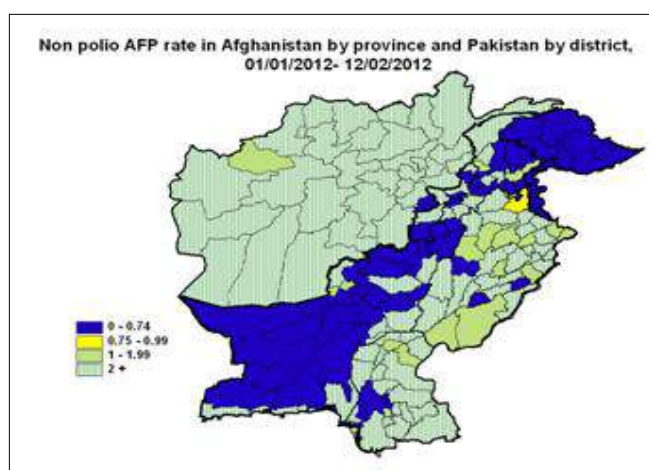 Non polio AFP rate in Afghanistan by province and Pakistan by district,
01/01/2012- 12/02/2012
0 - 0.74
0.75 - 0.99
1 - 1.99
2 +